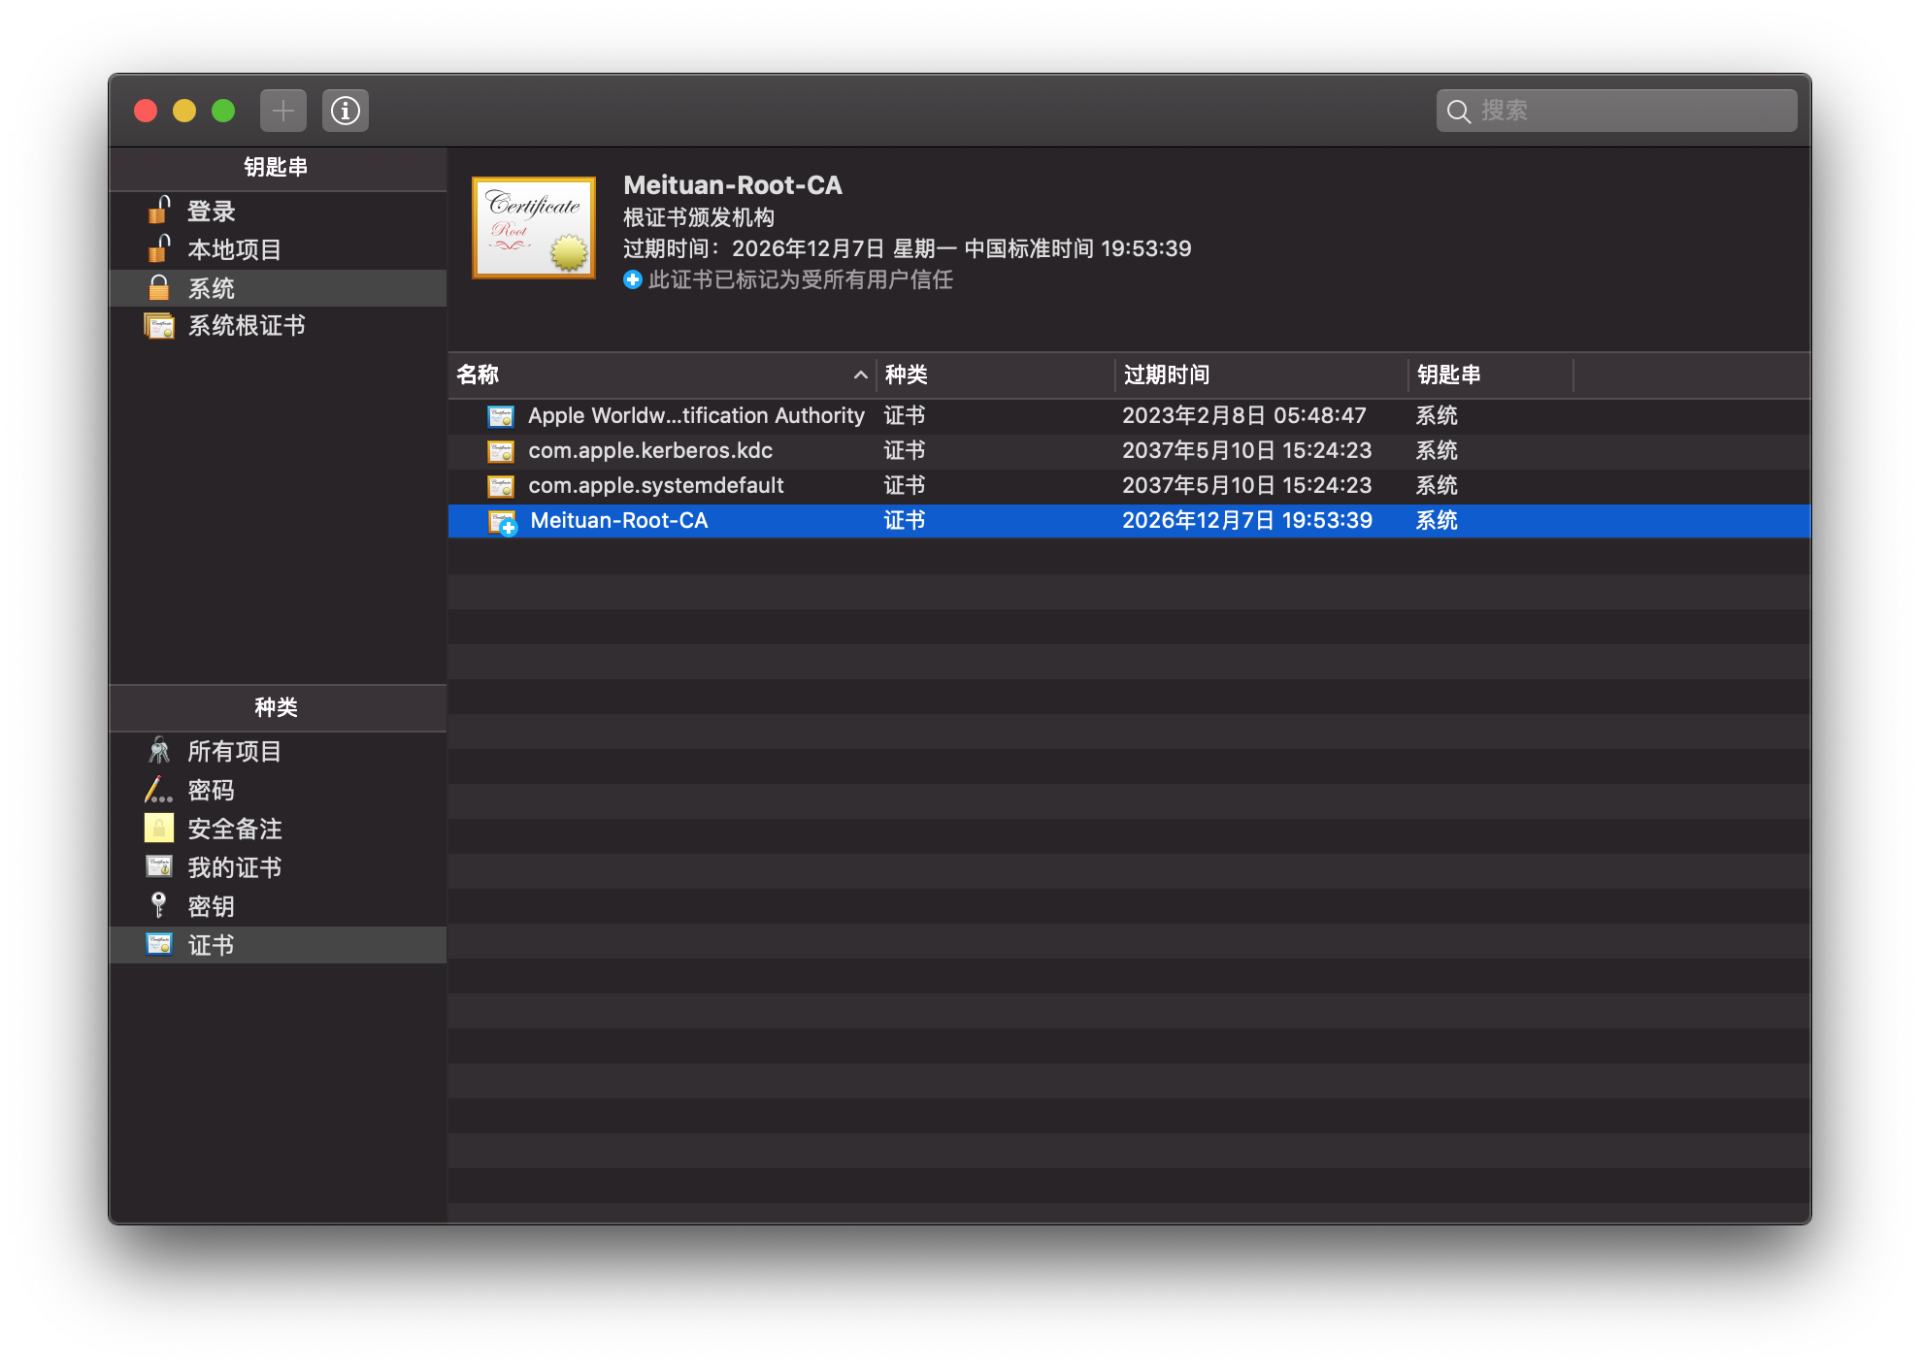 搜索
钥匙串
登录
本地项目
系统
系统根证书
Certificate
Root
Meituan-Root-CA
根证书颁发机构
过期时间：2026年12月7日 星期一 中国标准时间 19:53:39
此证书已标记为受所有用户信任
名称 种类 过期时间 钥匙串
Apple Worldw...tification Authority 证书 2023年2月8日 05:48:47 系统
com.apple.kerberos.kdc 证书 2037年5月10日 15:24:23 系统
com.apple.systemdefault 证书 2037年5月10日 15:24:23 系统
Meituan-Root-CA 证书 2026年12月7日 19:53:39 系统
种类
所有项目
密码
安全备注
我的证书
密钥
证书